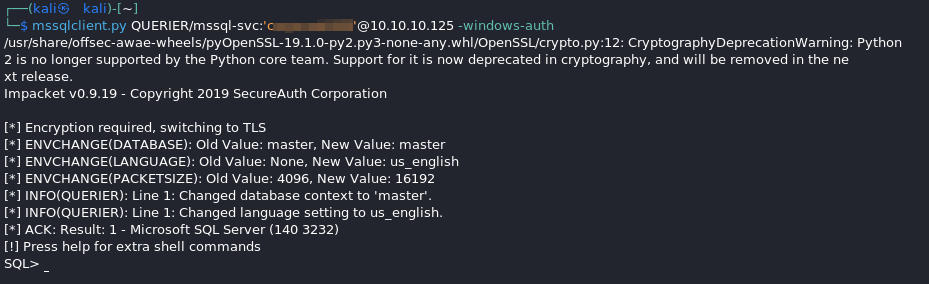 ┌──(kali㉿kali)-[~]
└─$ mssqlclient.py QUERIER/mssql-svc:'c'@10.10.10.125 -windows-auth
/usr/share/offsec-awae-wheels/pyOpenSSL-19.1.0-py2.py3-none-any.whl/OpenSSL/crypto.py:12: CryptographyDeprecationWarning: Python
2 is no longer supported by the Python core team. Support for it is now deprecated in cryptography, and will be removed in the ne
xt release.
Impacket v0.9.19 - Copyright 2019 SecureAuth Corporation
[*] Encryption required, switching to TLS
[*] ENVCHANGE(DATABASE): Old Value: master, New Value: master
[*] ENVCHANGE(LANGUAGE): Old Value: None, New Value: us_english
[*] ENVCHANGE(PACKETSIZE): Old Value: 4096, New Value: 16192
[*] INFO(QUERIER): Line 1: Changed database context to 'master'.
[*] INFO(QUERIER): Line 1: Changed language setting to us_english.
[*] ACK: Result: 1 - Microsoft SQL Server (140 3232)
[!] Press help for extra shell commands
SQL> _